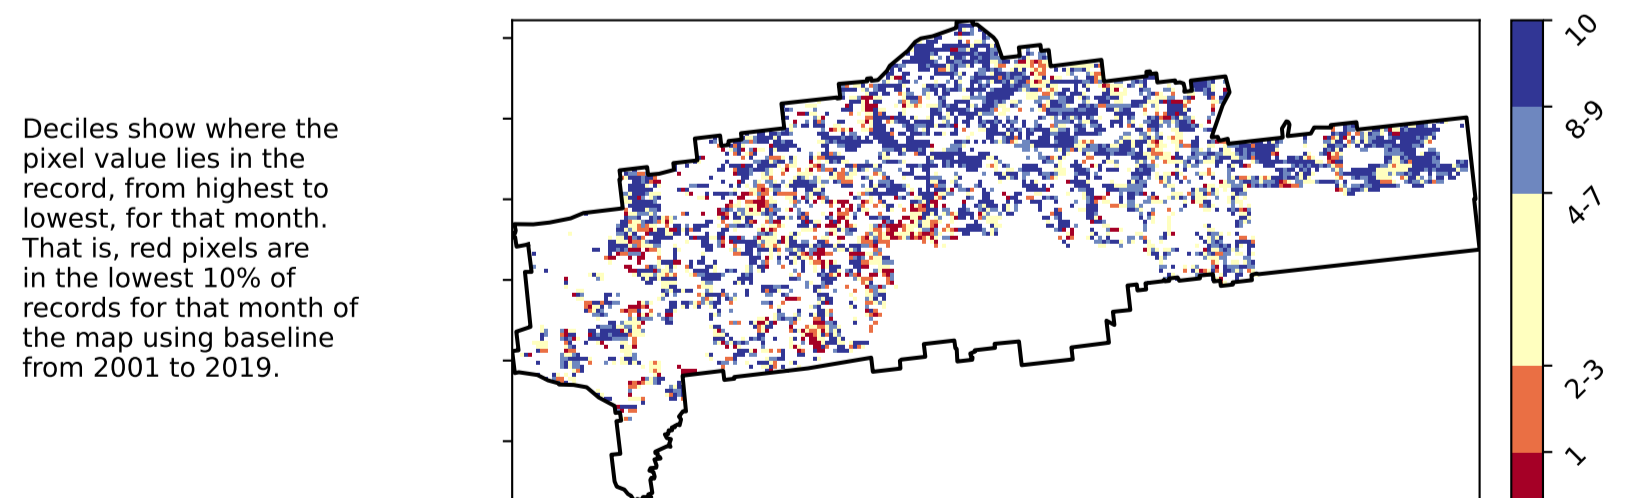 Deciles show where the
pixel value lies in the
record, from highest to
lowest, for that month.
That is, red pixels are
in the lowest 10% of
records for that month of
the map using baseline
from 2001 to 2019.
10
8-9
4-7
2-3
1